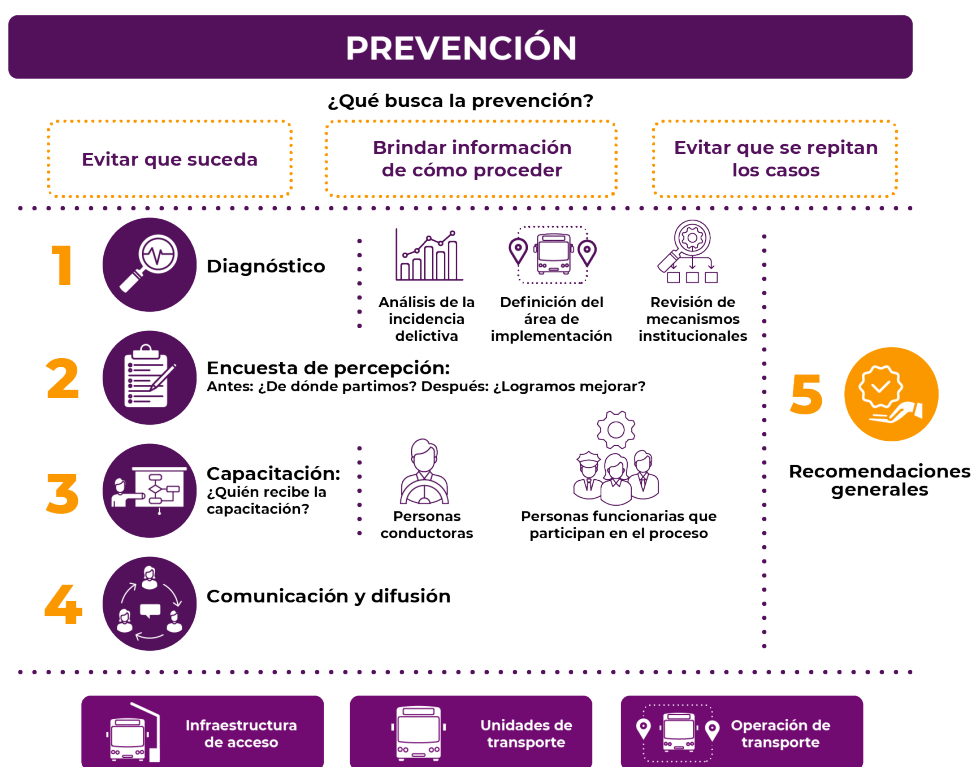 PREVENCIÓN
¿Qué busca la prevención?
Evitar que suceda
Brindar información
de cómo proceder
Evitar que se repitan
los casos
1
Diagnóstico
Análisis de la
incidencia
delictiva
Definición del
área de
implementación
Revisión de
mecanismos
institucionales
2
Encuesta de percepción:
Antes: ¿De dónde partimos? Después: ¿Logramos mejorar?
3
Capacitación:
¿Quién recibe la
capacitación?
Personas
conductoras
Personas funcionarias que
participan en el proceso
4
Comunicación y difusión
5
Recomendaciones
generales
Infraestructura
de acceso
Unidades de
transporte
Operación de
transporte